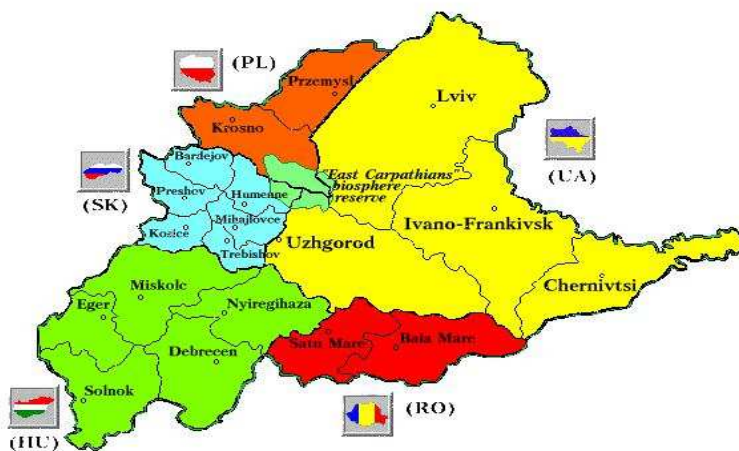 (PL)
Przemysl
Lviv
Krosno
(UA)
Bardejov
"East Carpathians"
biosphere
reserve
Preshov
Humenne
(SK)
Mihajlovce
Ivano-Frankivsk
Kosice
Uzhgorod
Trebishov
Chernivtsi
Miskolc
Eger
Nyiregihaza
Satu Mare
Baia Mare
Debrecen
Solnok
(RO)
(HU)